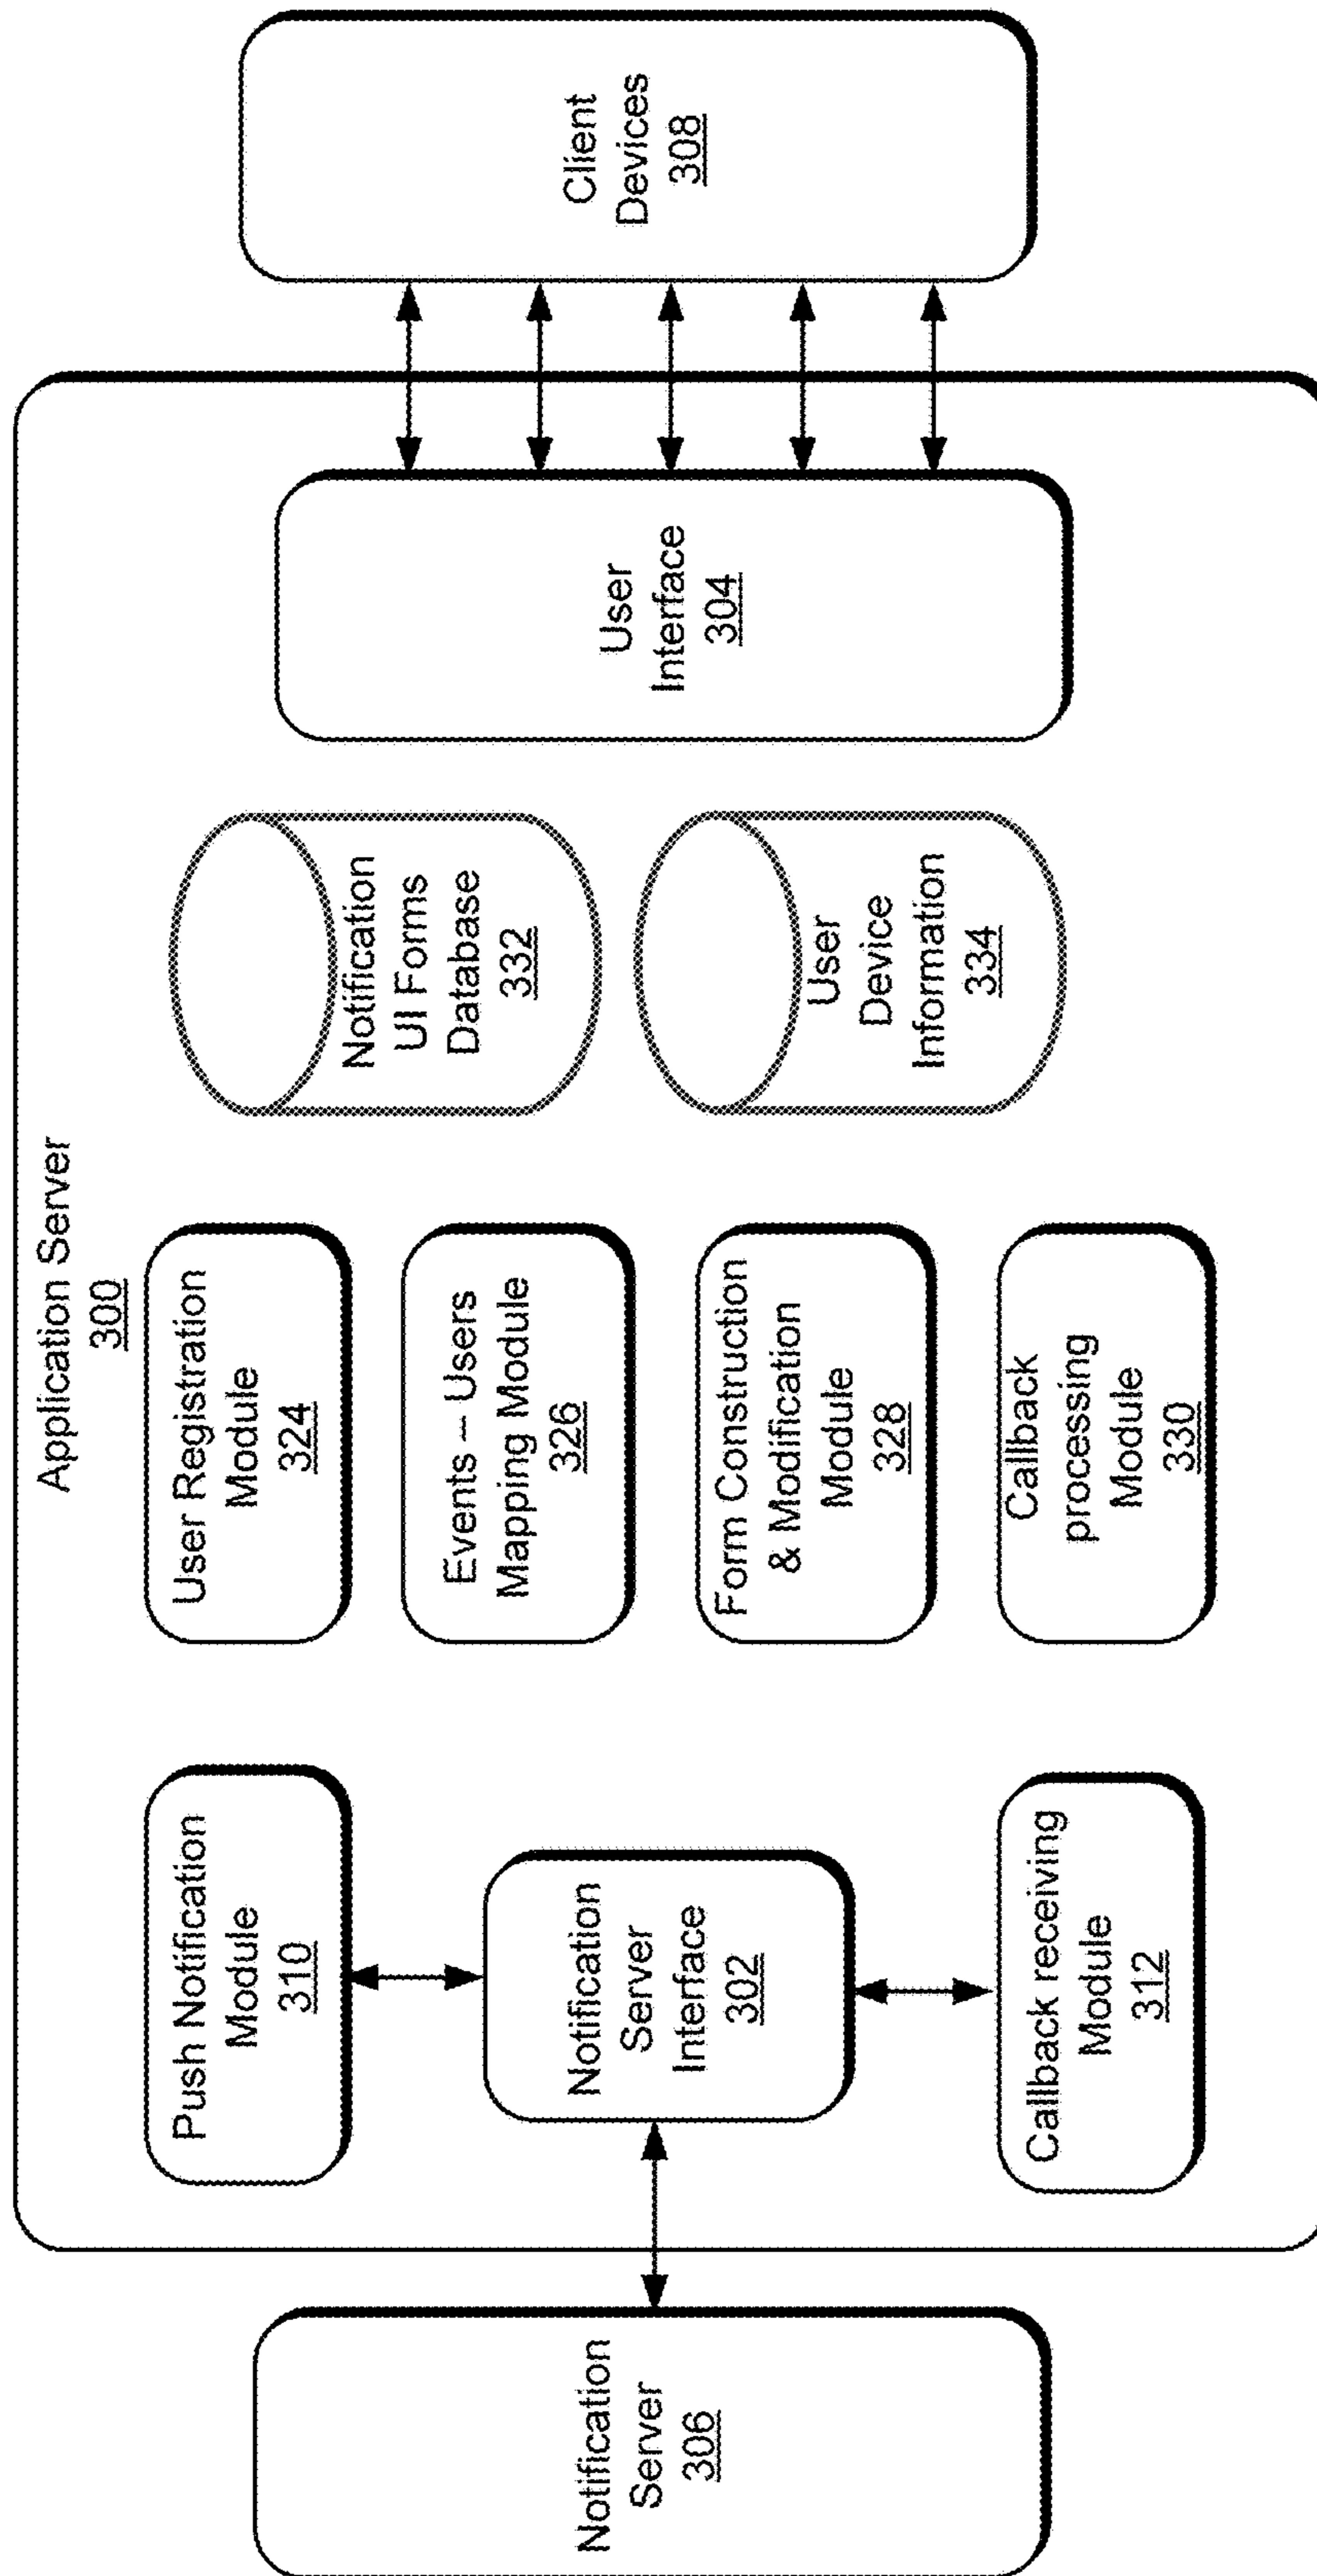 Application Server
300
Notification
Server
306
Push Notification
Module
310
Notification
Server
Interface
302
Callback receiving
Module
312
User Registration
Module
324
Events – Users
Mapping Module
326
Form Construction
& Modification
Module
328
Callback
processing
Module
330
Notification
UI Forms
Database
332
User
Device
Information
334
User
Interface
304
Client
Devices
308